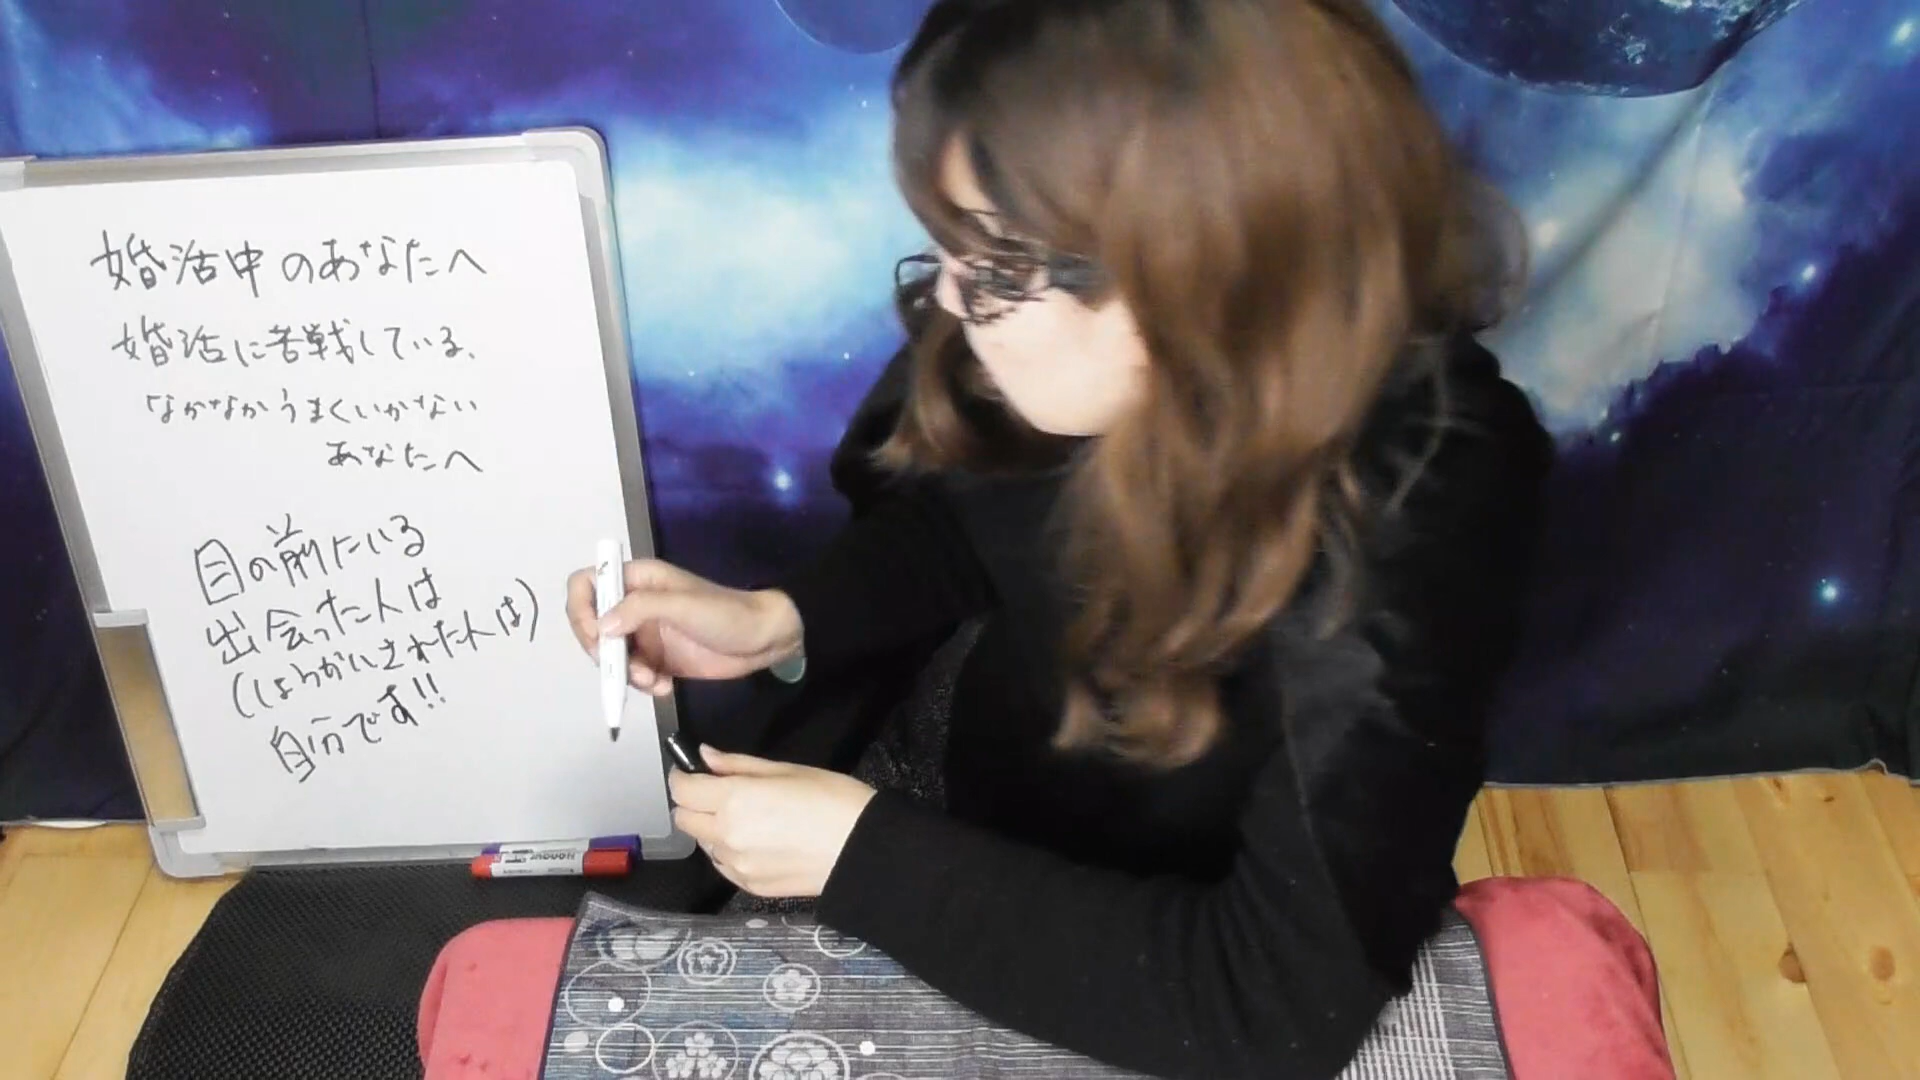 婚活中のあなたへ
婚活に苦戦している、
なかなかうまくいかない
あなたへ
目の前にいる
出会った人は
(しょうかいされた人は)
自分です!!